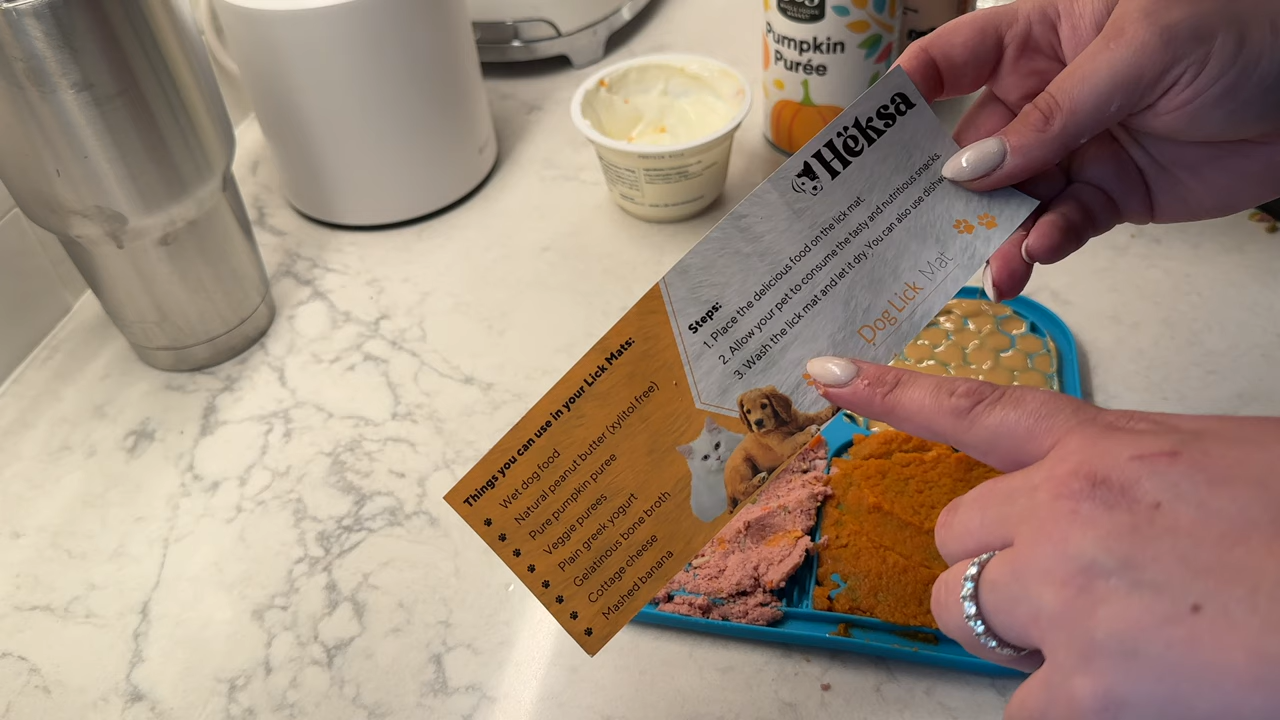 WHOLE FOODS
MARKET
Pumpkin
Purée
Hëksa
Steps:
1. Place the delicious food on the lick mat.
2. Allow your pet to consume the tasty and nutritious snacks.
3. Wash the lick mat and let it dry; You can also use
Dog Lick Mat
Things you can use in your Lick Mats:
Wet dog food
Natural peanut butter (xylitol free)
Pure pumpkin puree
Veggie purees
Plain greek yogurt
Gelatinous bone broth
Cottage cheese
Mashed banana